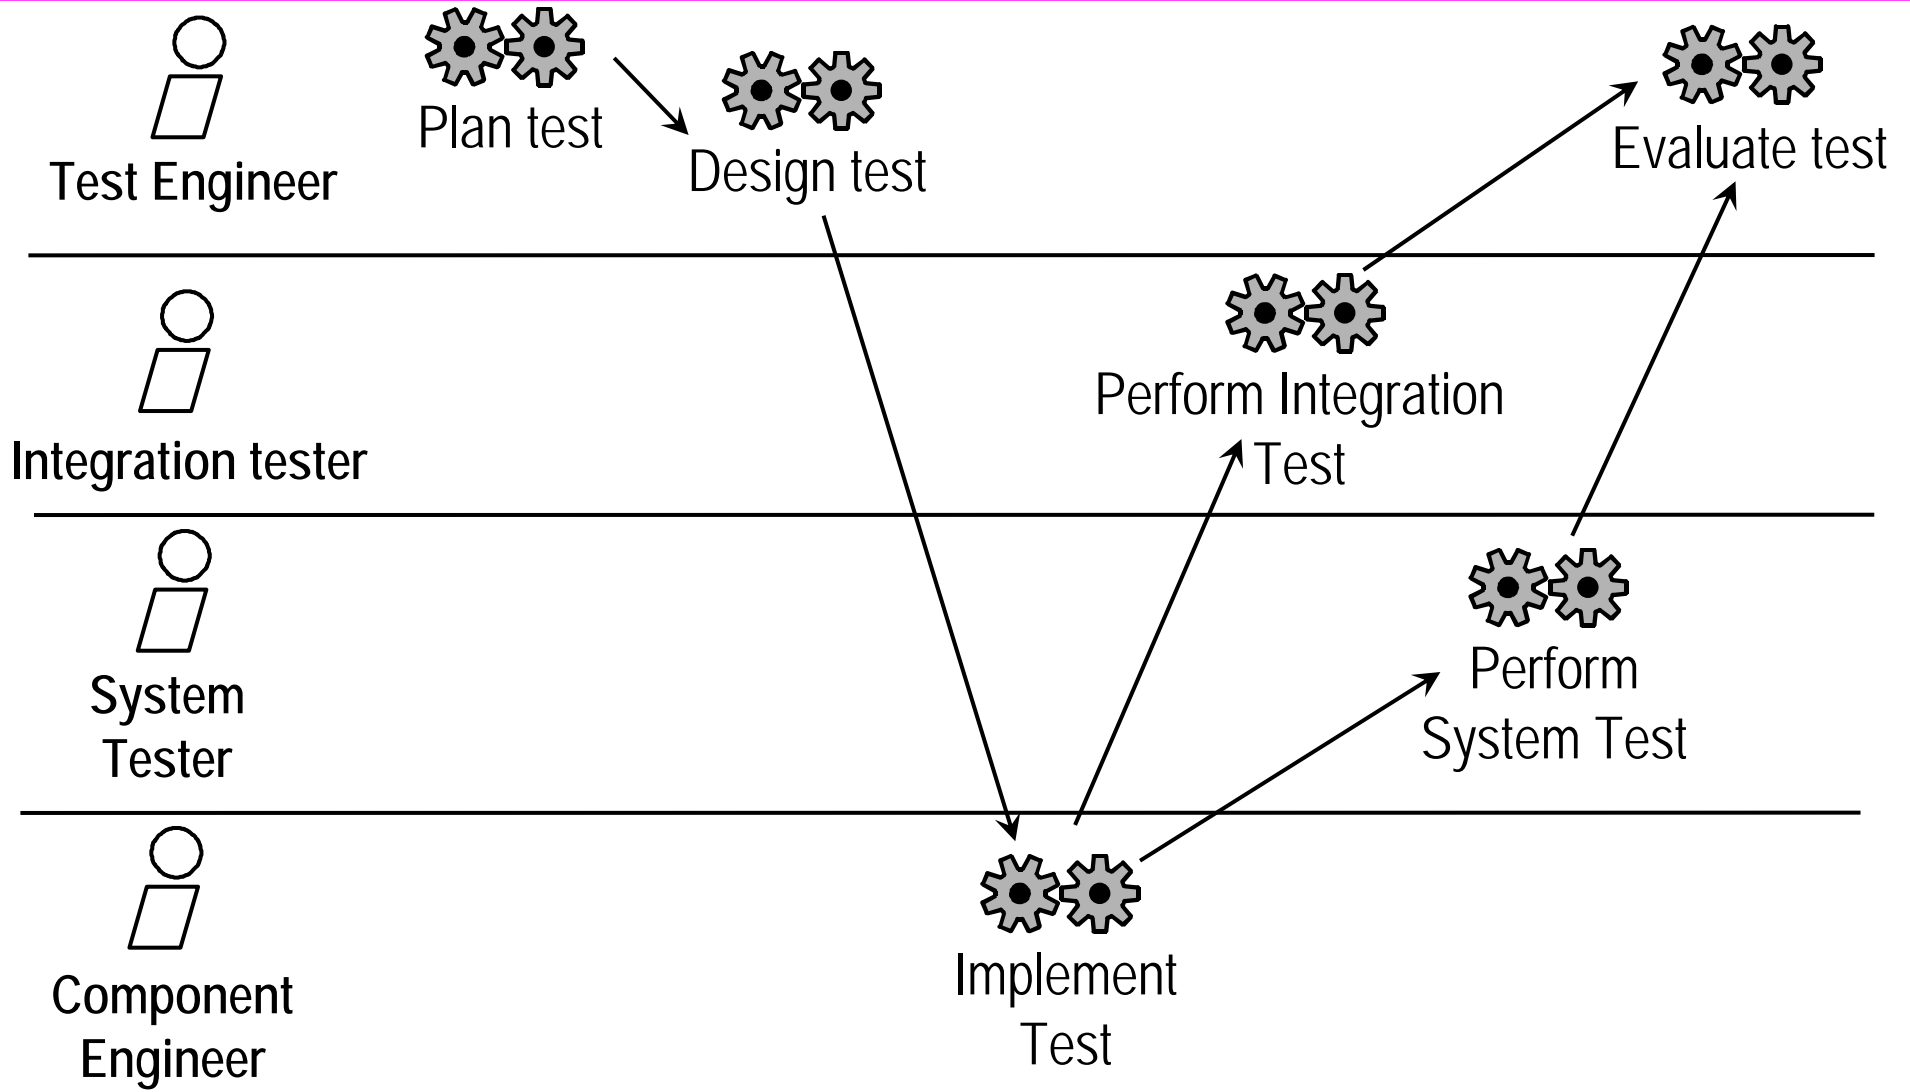 Plan test
Design test
Evaluate test
Test Engineer
Perform Integration
Test
Integration tester
Perform
System Test
System
Tester
Implement
Test
Component
Engineer